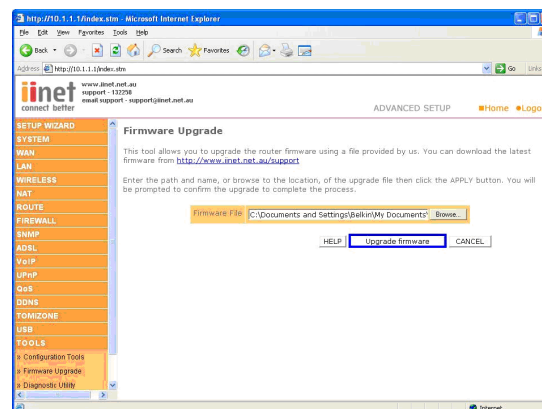 http://10.1.1.1/index.stm - Microsoft Internet Explorer
File Edit View Favorites Tools Help
Back Search Favorites
Address http://10.1.1.1/index.stm Go Links
iinet
connect better
www.iinet.net.au
support - 132258
email support - support@iinet.net.au
ADVANCED SETUP Home Logo
SETUP WIZARD
SYSTEM
WAN
LAN
WIRELESS
NAT
ROUTE
FIREWALL
SNMP
ADSL
VoIP
UPnP
QoS
DDNS
TOMIZONE
USB
TOOLS
» Configuration Tools
» Firmware Upgrade
» Diagnostic Utility
Firmware Upgrade
This tool allows you to upgrade the router firmware using a file provided by us. You can download the latest
firmware from http://www.iinet.net.au/support
Enter the path and name, or browse to the location, of the upgrade file then click the APPLY button. You will
be prompted to confirm the upgrade to complete the process.
Firmware File C:\Documents and Settings\Belkin\My Documents\ Browse...
HELP Upgrade firmware CANCEL
Internet